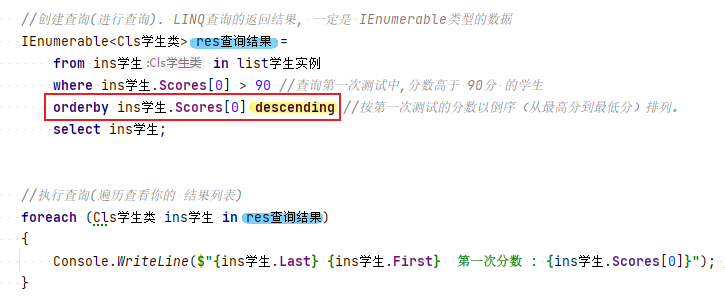 //创建查询(进行查询). LINQ查询的返回结果, 一定是 IEnumerable类型的数据
IEnumerable<Cls学生类> res查询结果 =
from ins学生 :Cls学生类 in list学生实例
where ins学生.Scores[0] > 90 //查询第一次测试中,分数高于 90分 的学生
orderby ins学生.Scores[0] descending //按第一次测试的分数以倒序（从最高分到最低分）排列。
select ins学生;
//执行查询(遍历查看你的 结果列表)
foreach (Cls学生类 ins学生 in res查询结果)
{
Console.WriteLine($"{ins学生.Last} {ins学生.First}  第一次分数 : {ins学生.Scores[0]}");
}